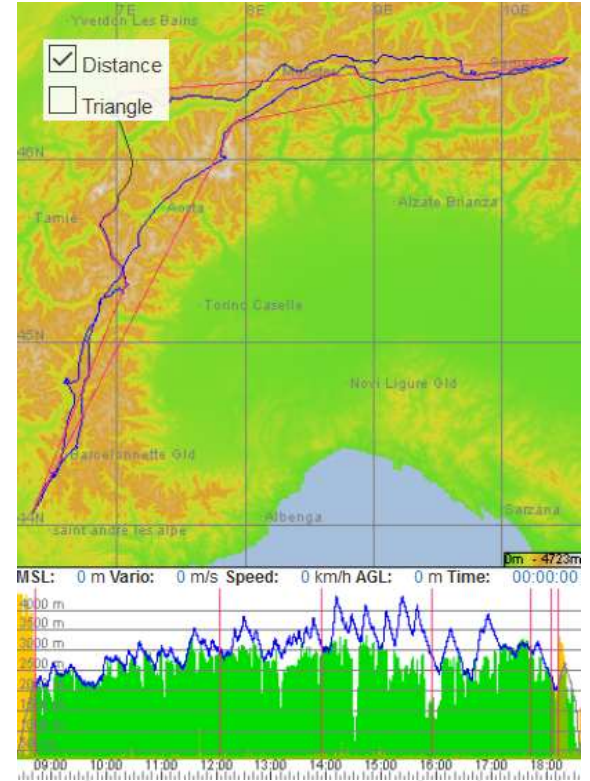 7E 8E 9E 10E
Yverdon Les Bains
Distance
Triangle
46N
Tamie
Aosta
Alzate Brianza
Torino Caselle
45N
Novi Ligure Gld
Barcelonnette Gld
44N
saint andre les alpe
Albenga
Sarzana
0m - 4723m
MSL: 0 m Vario: 0 m/s Speed: 0 km/h AGL: 0 m Time: 00:00:00
4000 m
3500 m
3000 m
2500 m
09:00 10:00 11:00 12:00 13:00 14:00 15:00 16:00 17:00 18:00